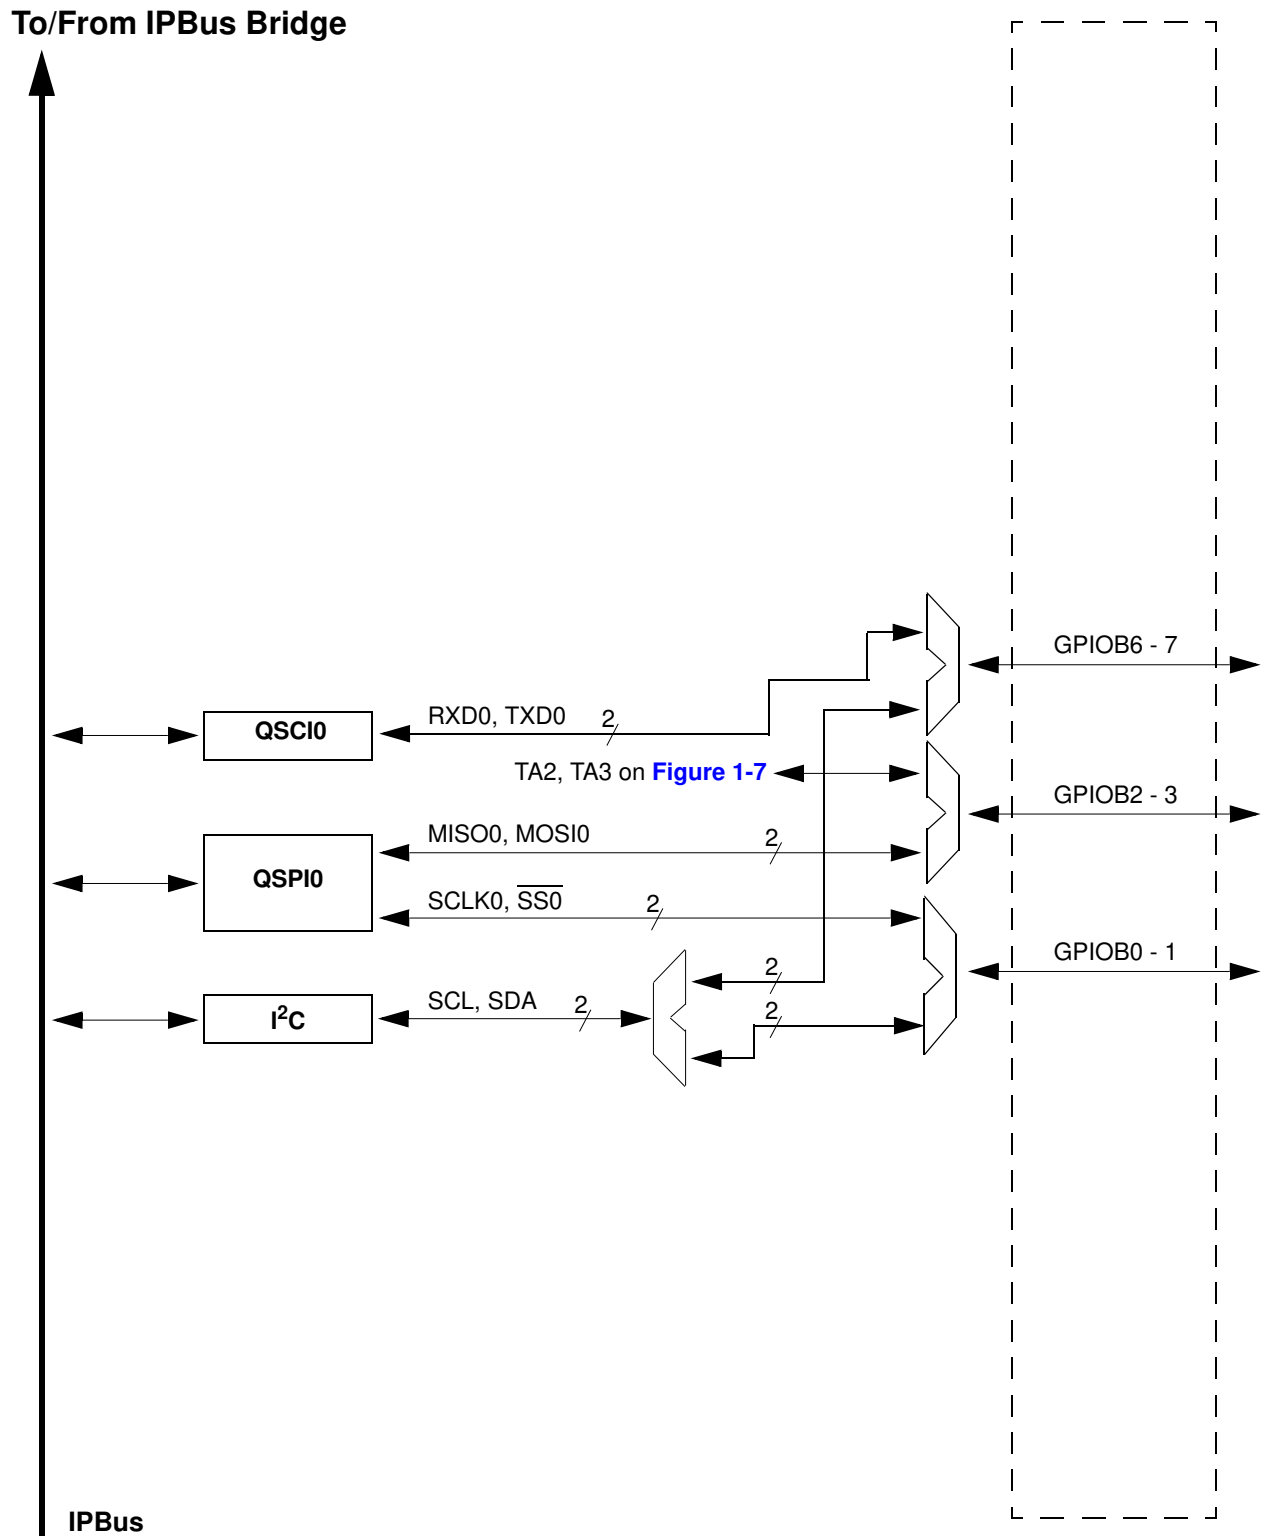 To/From IPBus Bridge
GPIOB6 - 7
RXD0, TXD0
2
QSCI0
TA2, TA3 on Figure 1-7
GPIOB2 - 3
MISO0, MOSI0
2
QSPI0
SCLK0, S̅S̅0̅
2
GPIOB0 - 1
2
SCL, SDA
2
2
I²C
IPBus